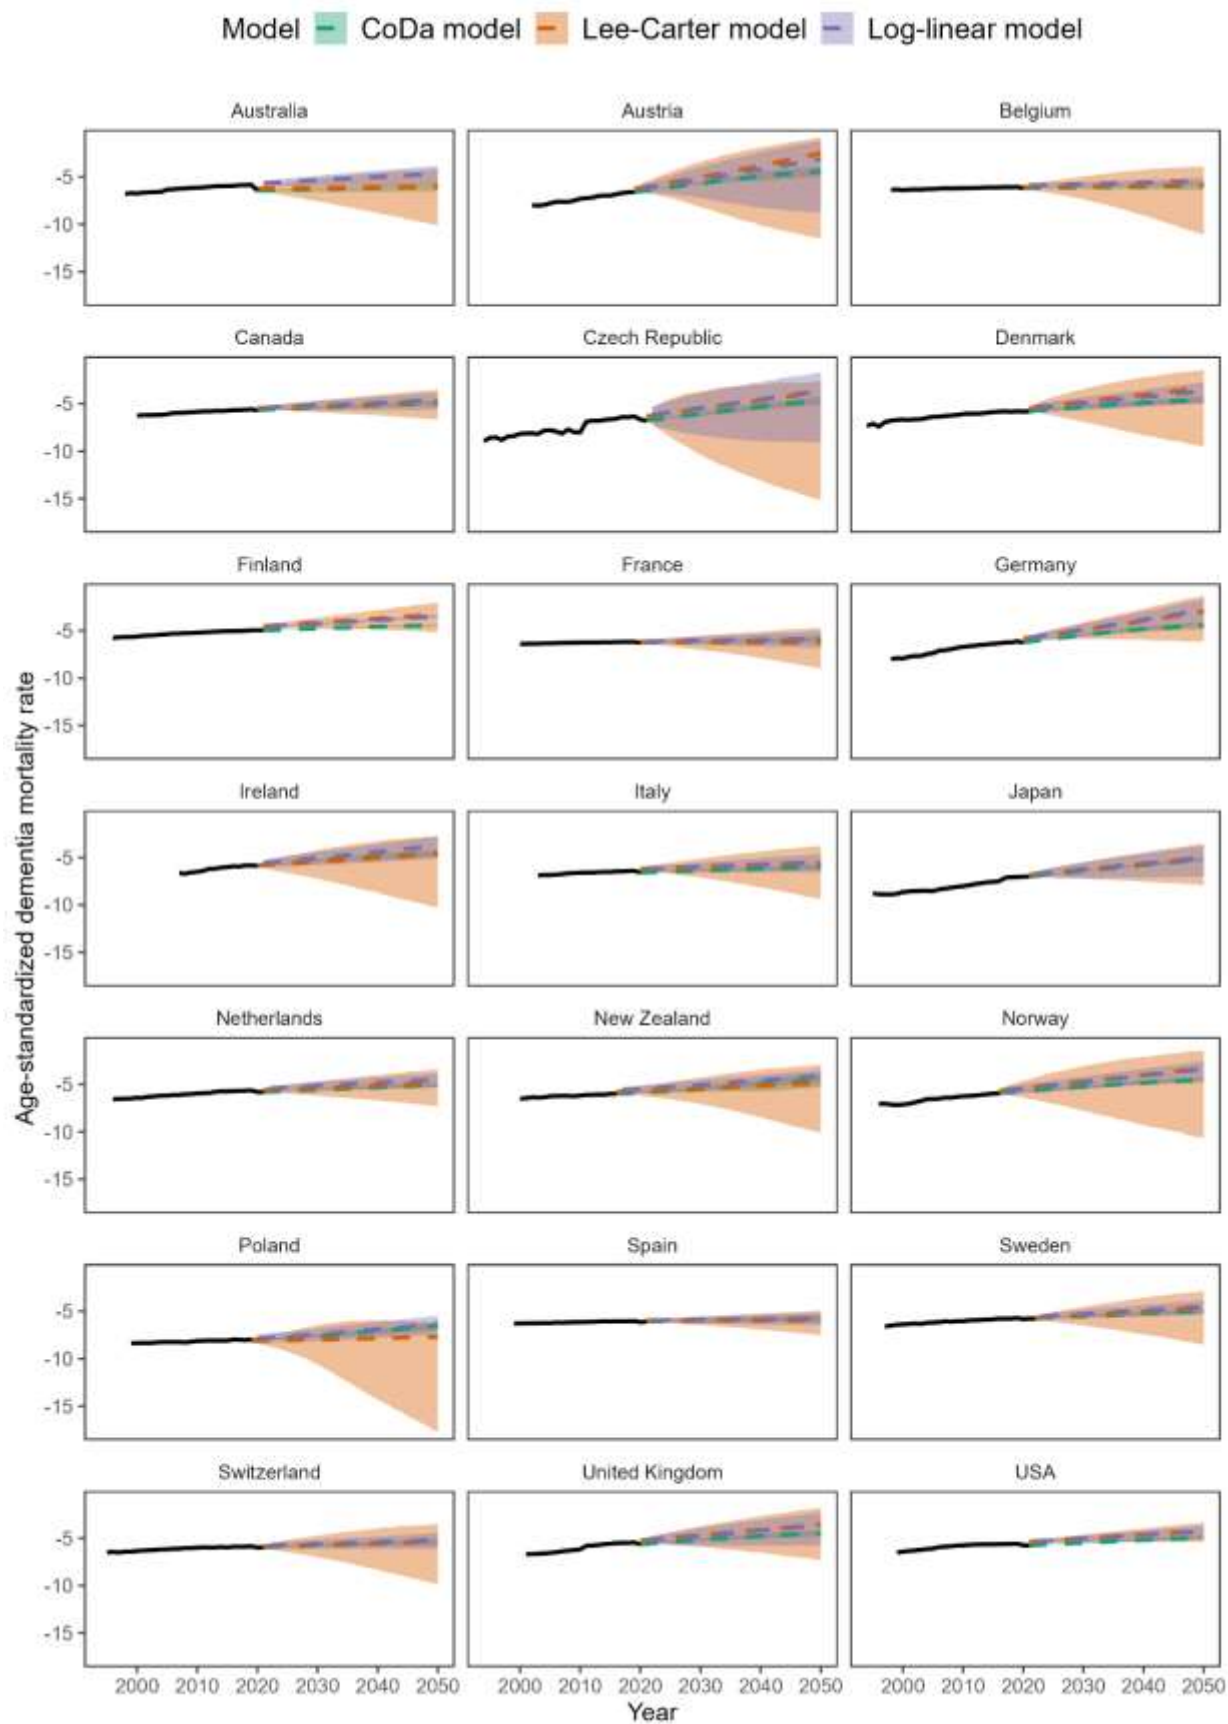 Model CoDa model Lee-Carter model Log-linear model
Australia Austria Belgium
-5
-10
-15
Canada Czech Republic Denmark
-5
-10
-15
Finland France Germany
-5
-10
-15
Ireland Italy Japan
-5
-10
-15
Netherlands New Zealand Norway
-5
-10
-15
Poland Spain Sweden
-5
-10
-15
Switzerland United Kingdom USA
-5
-10
-15
Age-standardized dementia mortality rate
2000 2010 2020 2030 2040 2050 2000 2010 2020 2030 2040 2050 2000 2010 2020 2030 2040 2050
Year